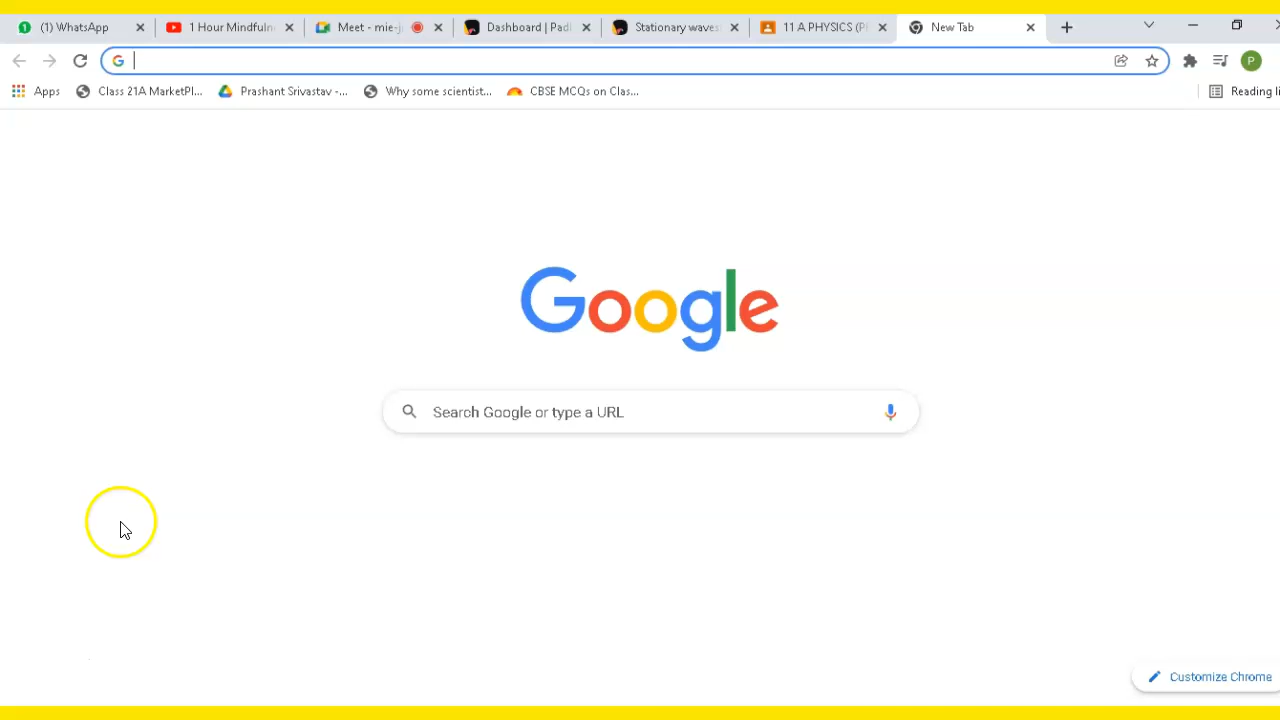 (1) WhatsApp
1 Hour Mindfuln
Meet - mie-j
Dashboard | Padl
Stationary waves
11 A PHYSICS (P
New Tab
Apps
Class 21A MarketPl...
Prashant Srivastav -...
Why some scientist...
CBSE MCQs on Clas...
Reading li
P
Google
Search Google or type a URL
Customize Chrome